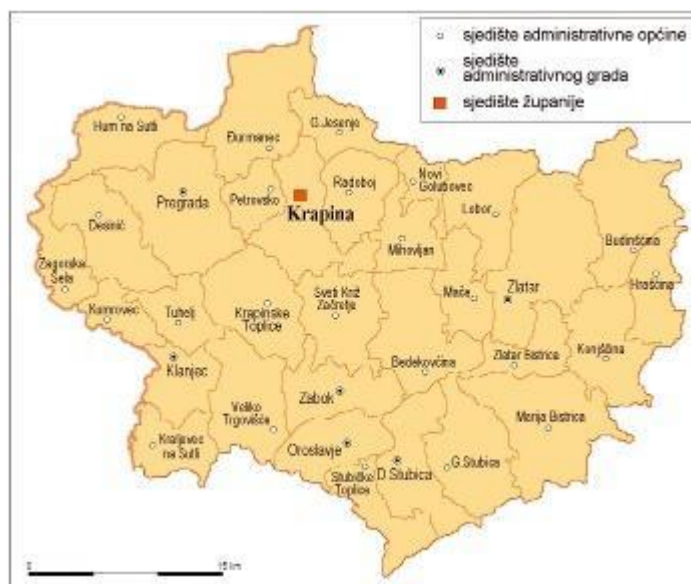 sjedište administrativne općine
sjedište
administrativnog grada
sjedište županije
Hum na Sutli
Đurmanec
G.Jesenje
Novi
Golubovec
Radoboj
Petrovsko
Pregrada
Krapina
Lobor
Desinić
Mihovljan
Budinšćina
Zagorska
Sela
Hrašćina
Mače
Zlatar
Sveti Križ
Začretje
Krapinske
Toplice
Kumrovec
Tuhelj
Konjšćina
Zlatar Bistrica
Bedekovčina
Klanjec
Zabok
Veliko
Trgovišće
Marija Bistrica
Kraljevec
na Sutli
Oroslavje
Stubičke
Toplice
D.Stubica
G.Stubica
0
15 km